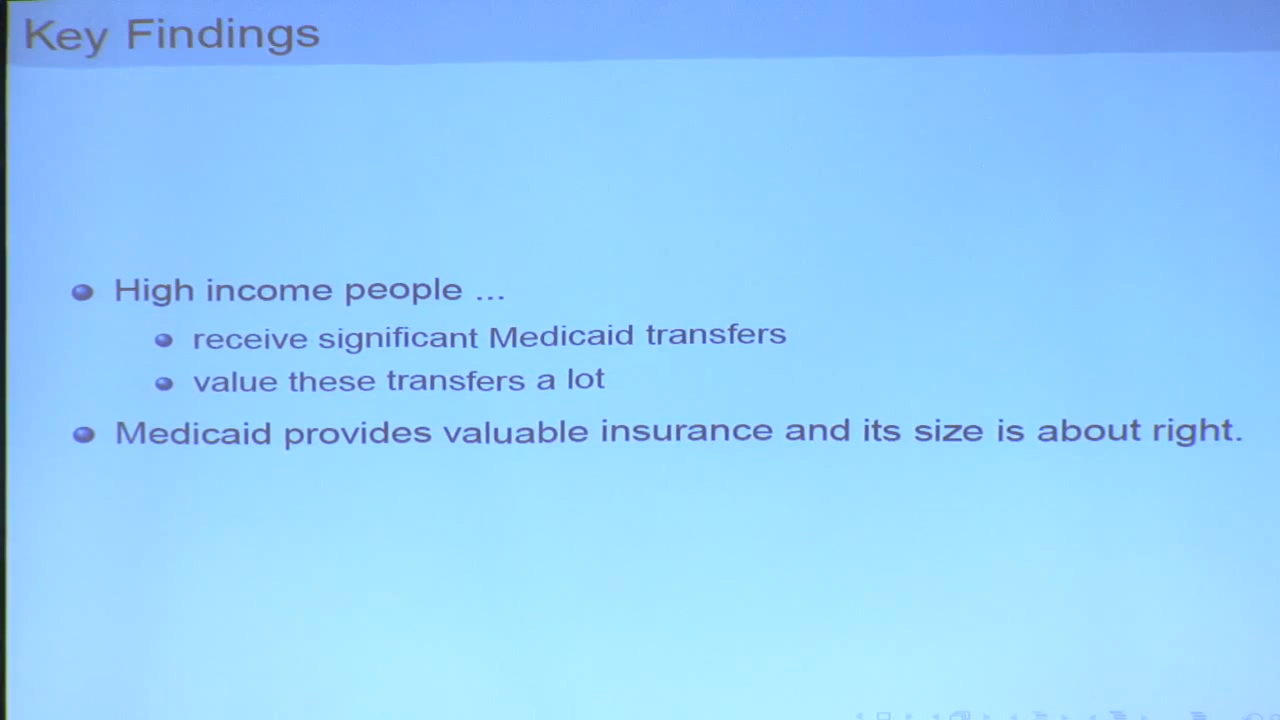 Key Findings
High income people ...
receive significant Medicaid transfers
value these transfers a lot
Medicaid provides valuable insurance and its size is about right.